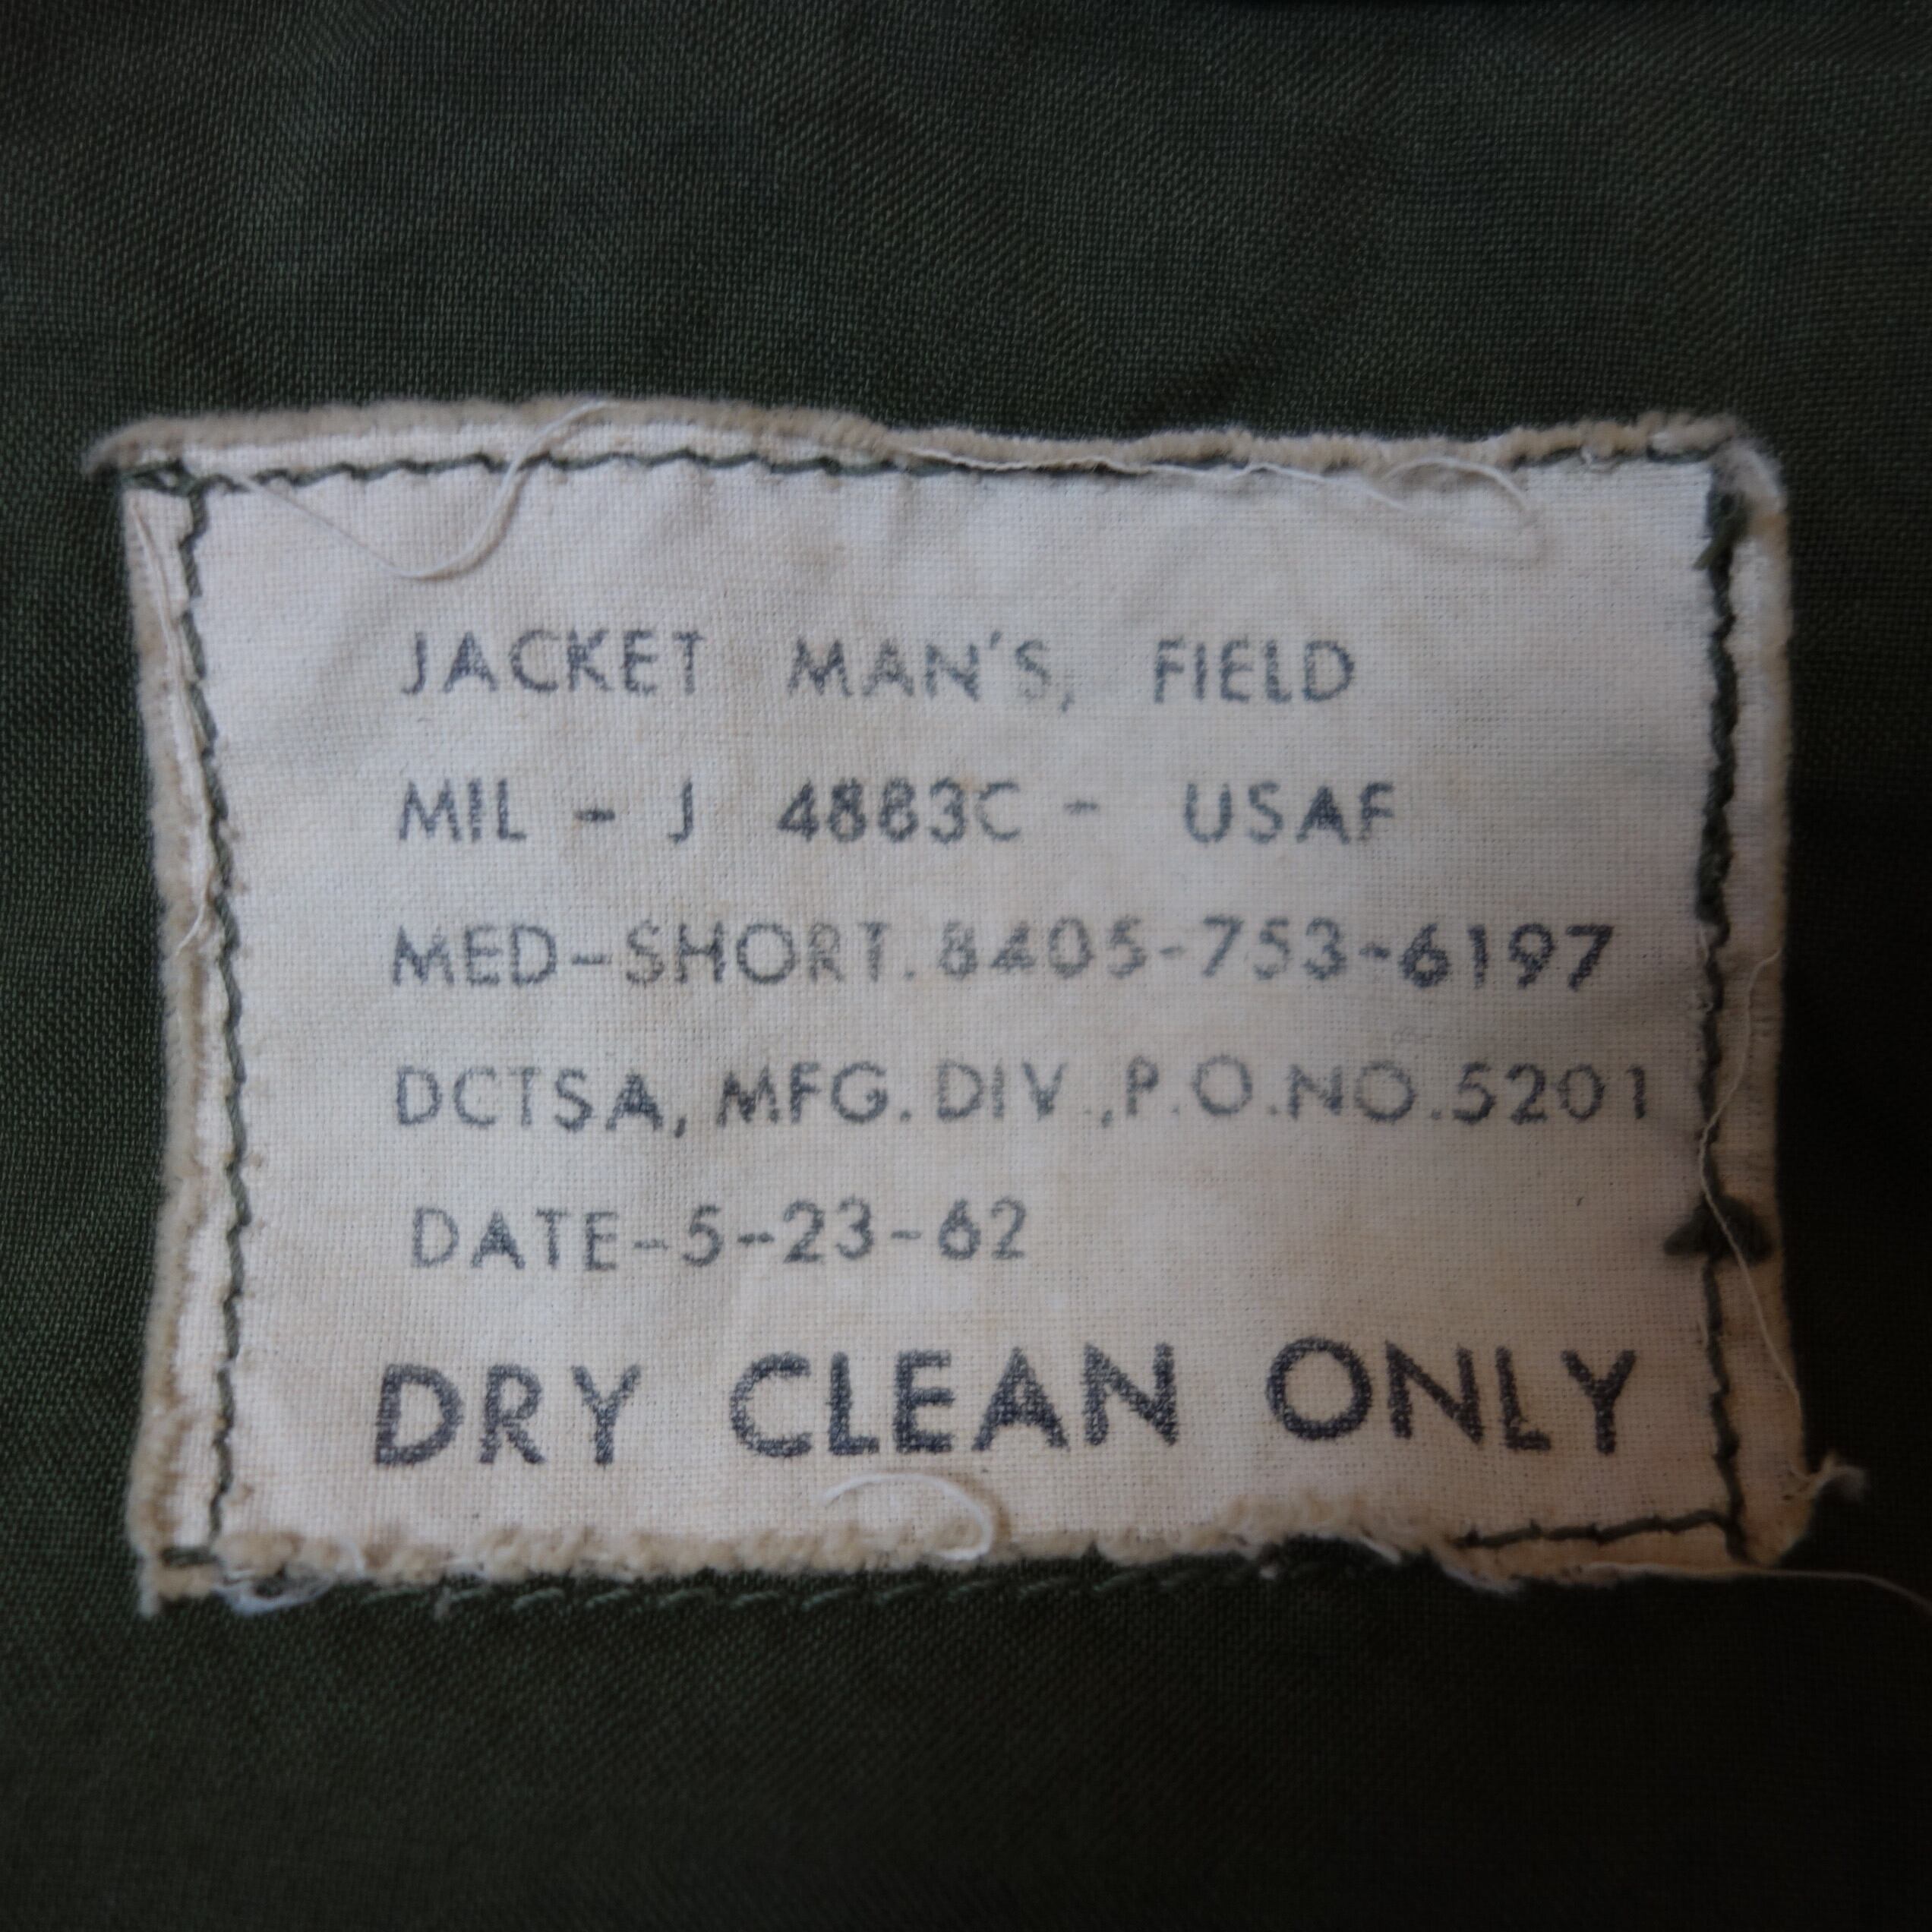 JACKET MAN'S, FIELD
MIL - J 4883C - USAF
MED-SHORT. 8405-753-6197
DCTSA, MFG. DIV., P.O. NO. 5201
DATE-5-23-62
DRY CLEAN ONLY